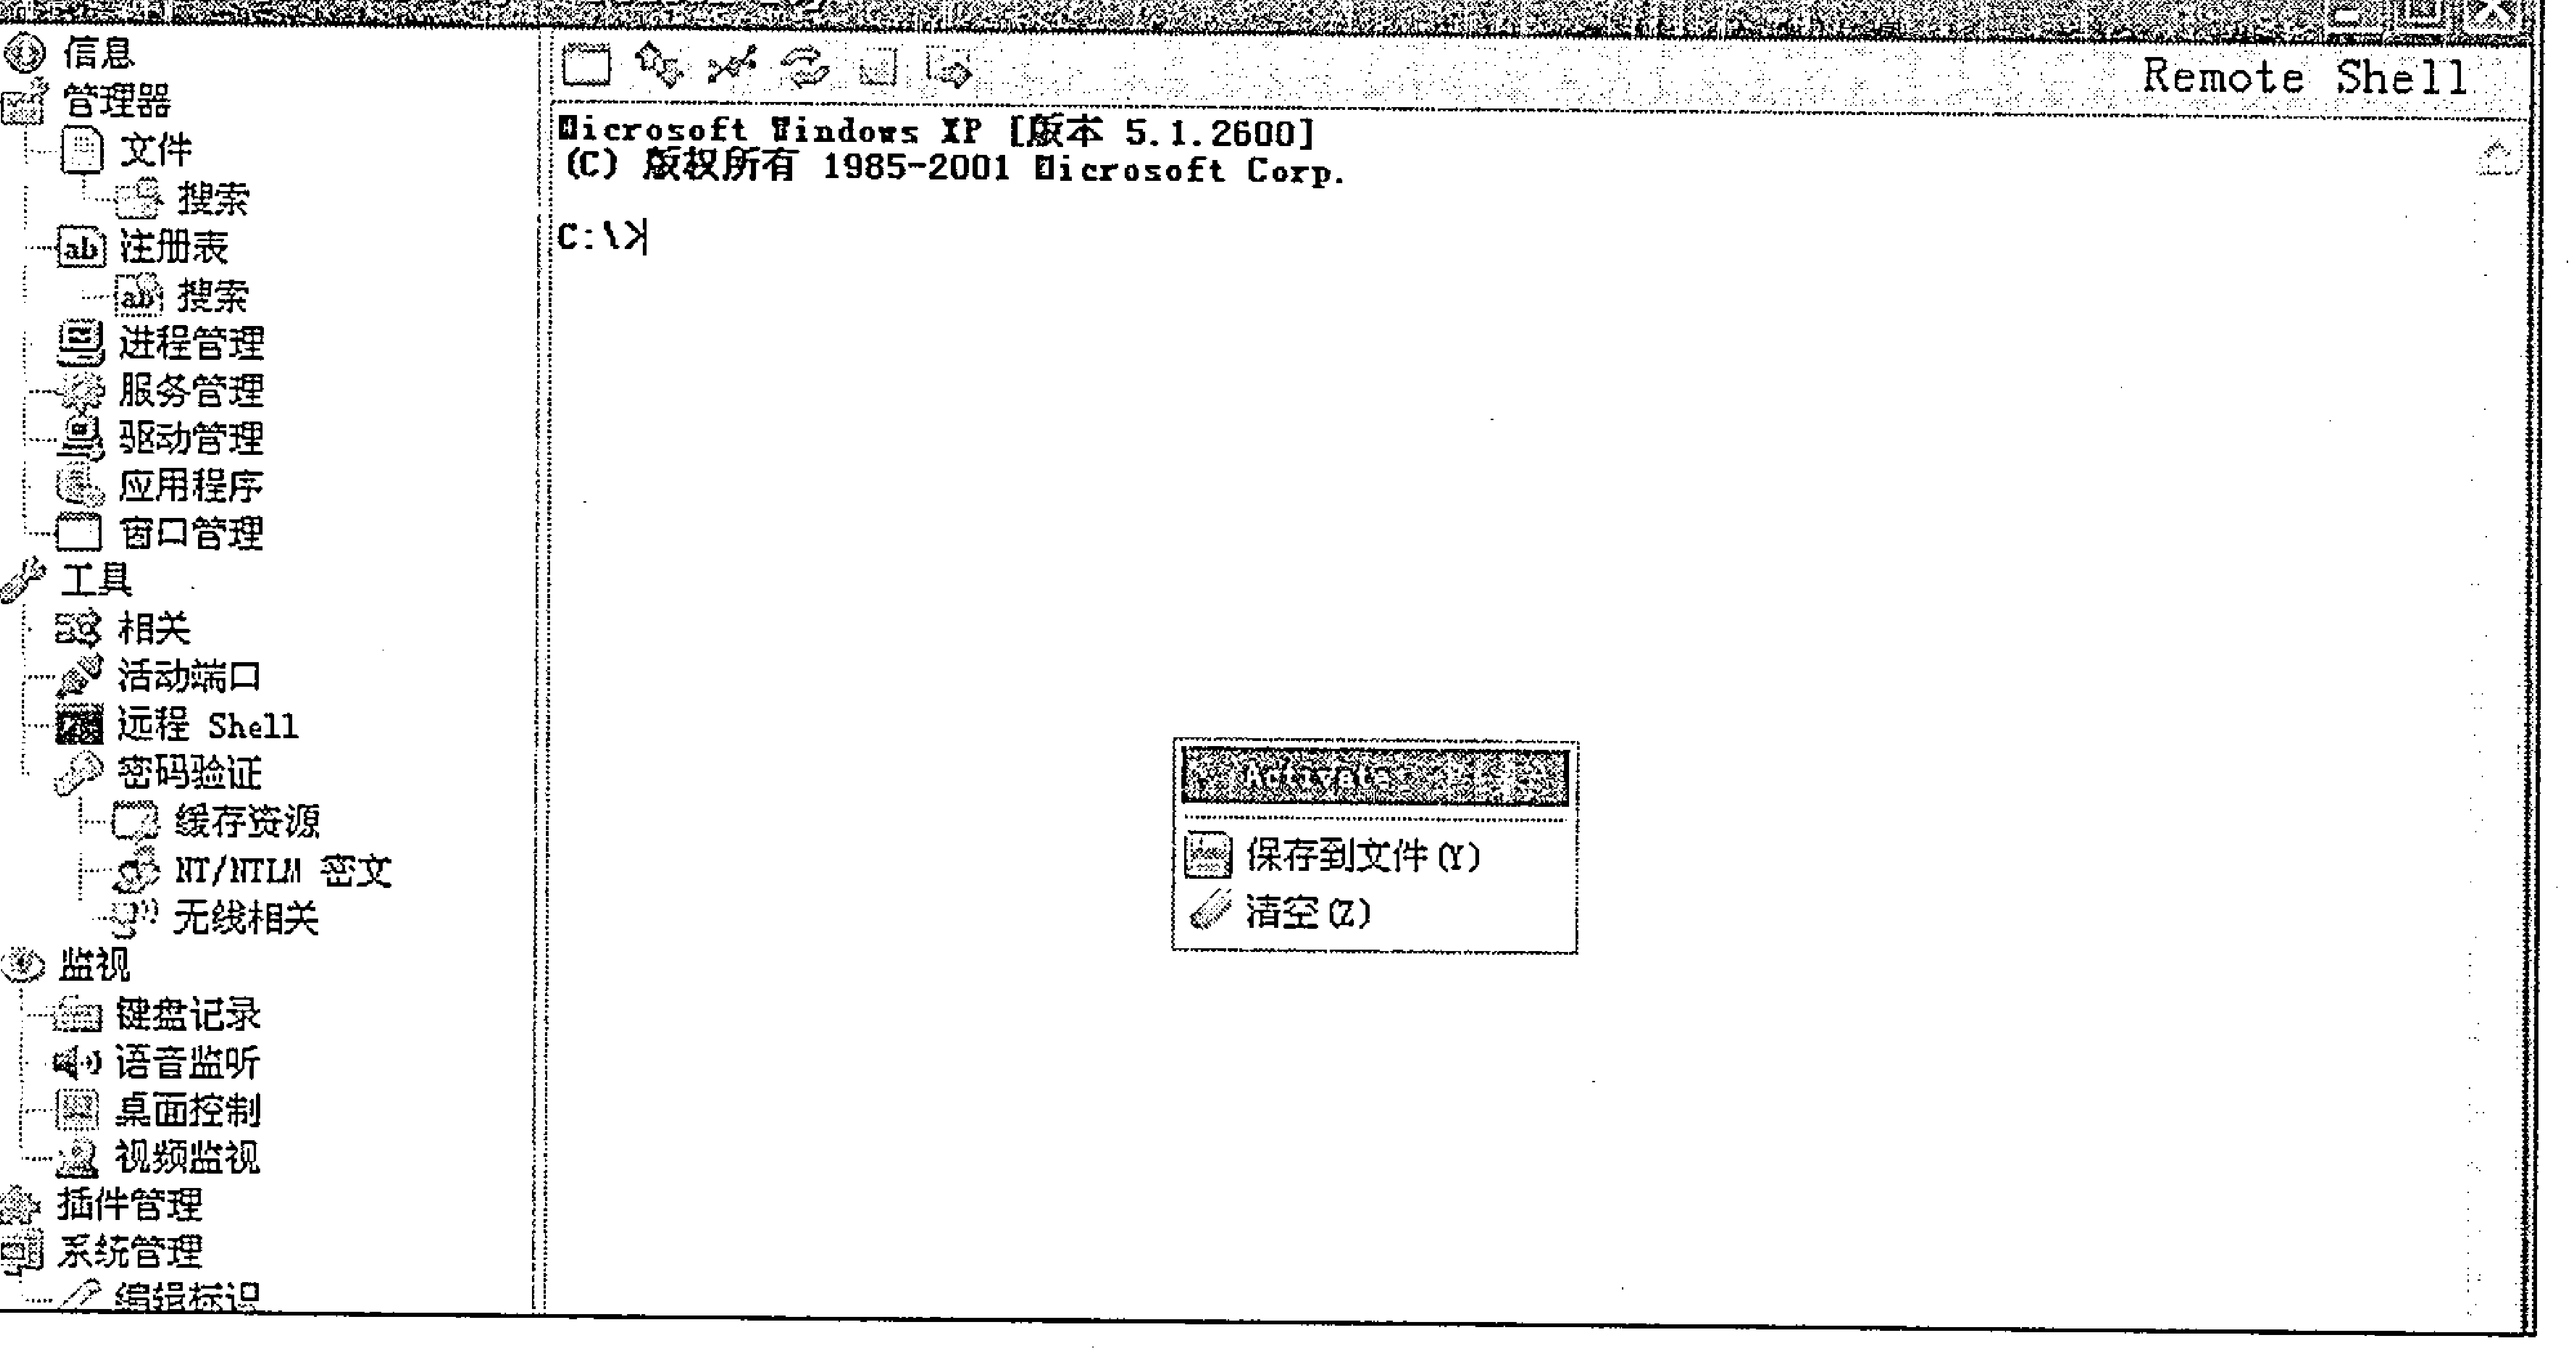 信息
管理器
文件
搜索
注册表
搜索
进程管理
服务管理
驱动管理
应用程序
窗口管理
工具
相关
活动端口
远程 Shell
密码验证
缓存资源
NT/NTLM 密文
无线相关
监视
键盘记录
语音监听
桌面控制
视频监视
插件管理
系统管理
编辑标识
Remote Shell
Microsoft Windows XP [版本 5.1.2600]
(C) 版权所有 1985-2001 Microsoft Corp.
C:\>
Activate
保存到文件(Y)
清空(Z)